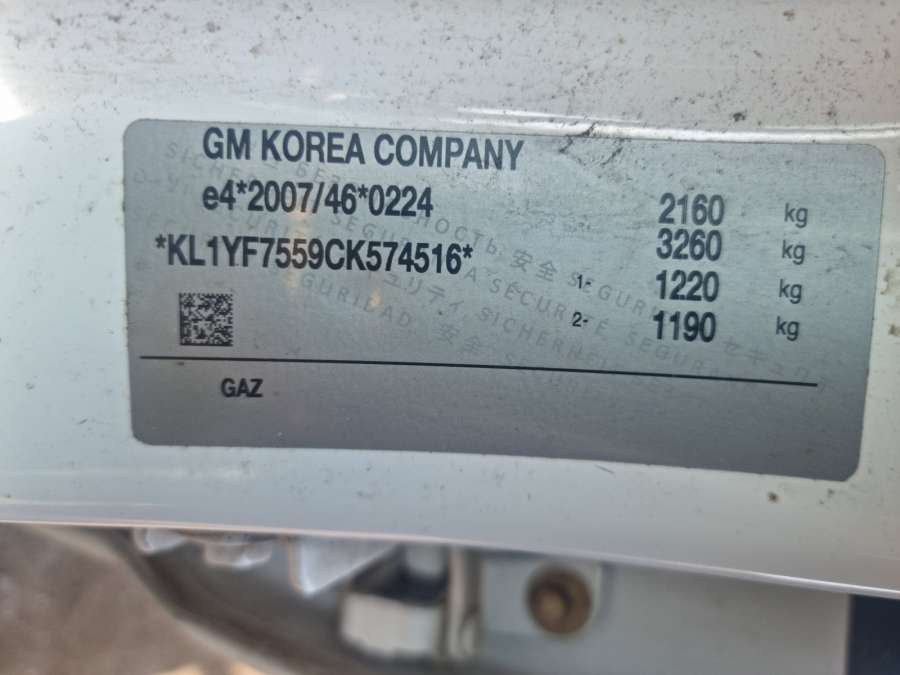 GM KOREA COMPANY
e4*2007/46*0224
2160 kg
*KL1YF7559CK574516*
3260 kg
1- 1220 kg
2- 1190 kg
GAZ